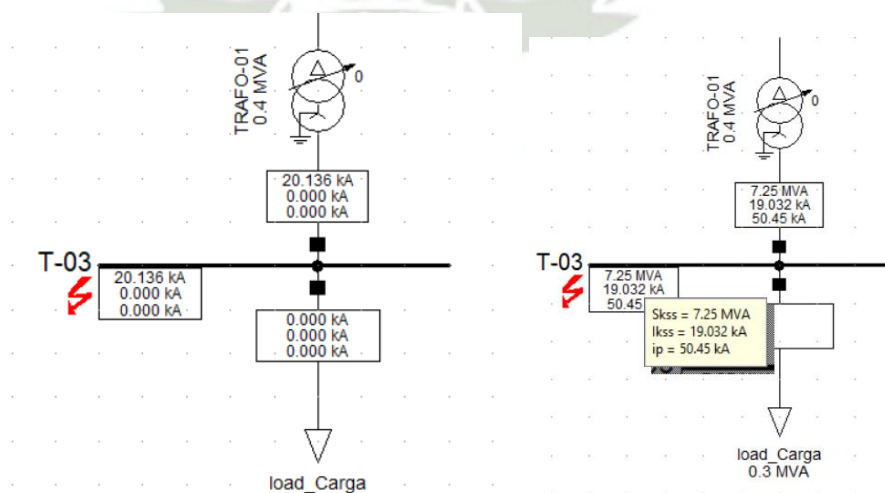 TRAFO-01
0.4 MVA
0
20.136 kA
0.000 kA
0.000 kA
T-03
20.136 kA
0.000 kA
0.000 kA
0.000 kA
0.000 kA
0.000 kA
load_Carga
TRAFO-01
0.4 MVA
0
7.25 MVA
19.032 kA
50.45 kA
T-03
7.25 MVA
19.032 kA
50.45
Skss = 7.25 MVA
Ikss = 19.032 kA
ip = 50.45 kA
load_Carga
0.3 MVA